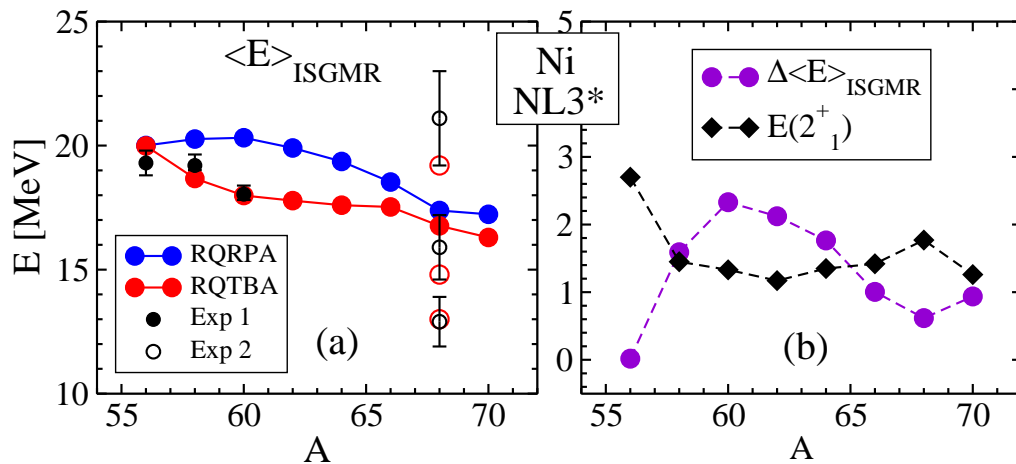 25
20
15
10
E [MeV]
<E>ISGMR
RQRPA
RQTBA
Exp 1
Exp 2
(a)
55
60
65
70
A
Ni
NL3*
5
3
2
1
0
Δ<E>ISGMR
E(2⁺₁)
(b)
55
60
65
70
A